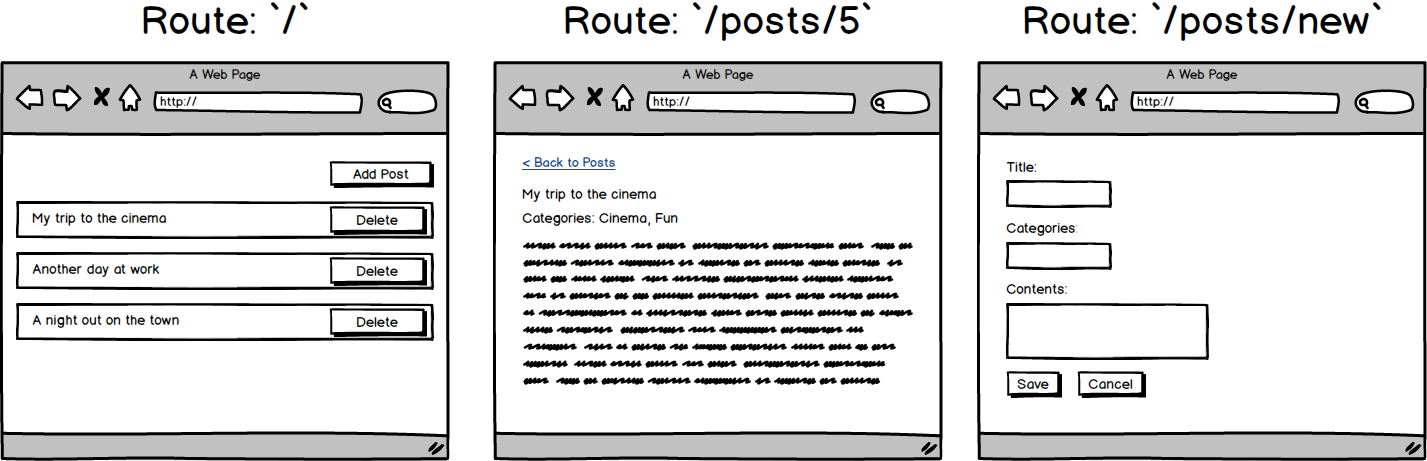 Route: `/`
A Web Page
http://
Add Post
My trip to the cinema
Delete
Another day at work
Delete
A night out on the town
Delete
Route: `/posts/5`
A Web Page
http://
< Back to Posts
My trip to the cinema
Categories: Cinema, Fun
Route: `/posts/new`
A Web Page
http://
Title:
Categories
Contents:
Save
Cancel